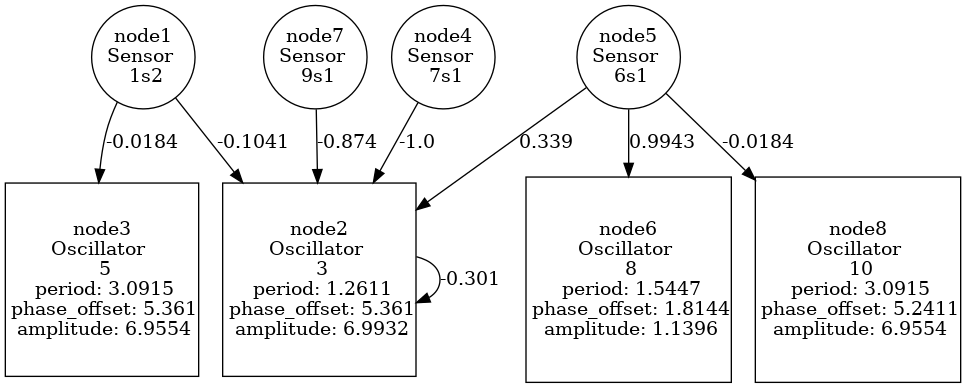 node1
Sensor
1s2
node7
Sensor
9s1
node4
Sensor
7s1
node5
Sensor
6s1
-0.0184
-0.1041
-0.874
-1.0
0.339
0.9943
-0.0184
node3
Oscillator
5
period: 3.0915
phase_offset: 5.361
amplitude: 6.9554
node2
Oscillator
3
period: 1.2611
phase_offset: 5.361
amplitude: 6.9932
-0.301
node6
Oscillator
8
period: 1.5447
phase_offset: 1.8144
amplitude: 1.1396
node8
Oscillator
10
period: 3.0915
phase_offset: 5.2411
amplitude: 6.9554